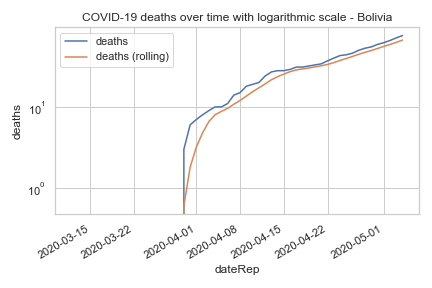 COVID-19 deaths over time with logarithmic scale - Bolivia
deaths
deaths (rolling)
10¹
10⁰
deaths
2020-03-15
2020-03-22
2020-04-01
2020-04-08
2020-04-15
2020-04-22
2020-05-01
dateRep